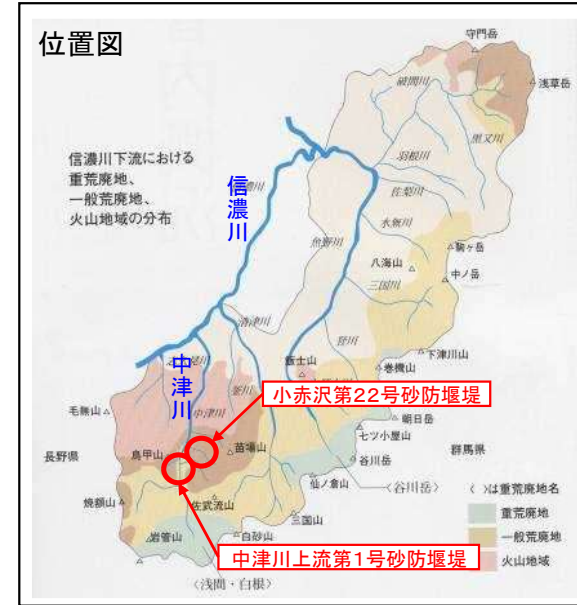 位置図
守門岳
浅草岳
破間川
黒又川
信濃川下流における
重荒廃地、
一般荒廃地、
火山地域の分布
信濃川
羽根川
佐梨川
水無川
魚野川
駒ヶ岳
八海山
中ノ岳
三国川
清津川
登川
下津川山
巻機山
飯士山
中津川
釜川
小赤沢第22号砂防堰堤
毛無山
中津川
朝日岳
七ツ小屋山
長野県
鳥甲山
苗場山
群馬県
谷川岳
仙ノ倉山
〈谷川岳〉
〈 〉は重荒廃地名
焼額山
佐武流山
三国山
重荒廃地
一般荒廃地
岩菅山
白砂山
火山地域
中津川上流第1号砂防堰堤
〈浅間・白根〉